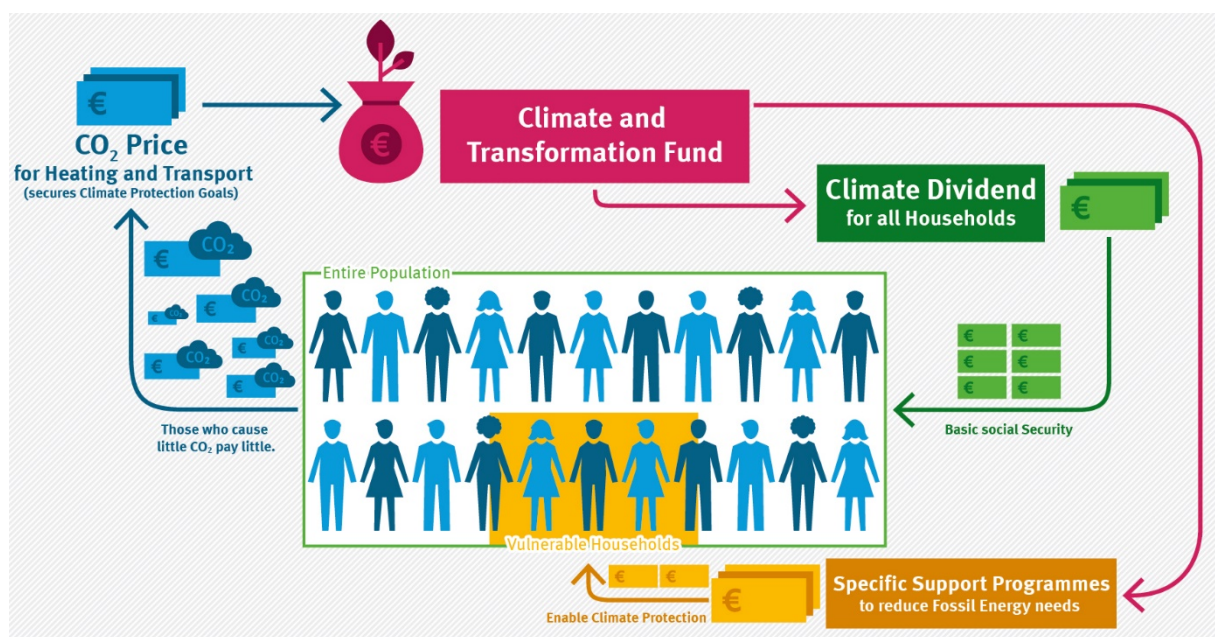 €
CO₂ Price
for Heating and Transport
(secures Climate Protection Goals)
€
Climate and
Transformation Fund
Climate Dividend
for all Households
€
€ CO₂
€ CO₂
€ CO₂
€ CO₂
€ CO₂
€ CO₂
Those who cause
little CO₂ pay little.
Entire Population
Vulnerable Households
€ €
€ €
€ €
Basic social Security
€ €
€
Enable Climate Protection
Specific Support Programmes
to reduce Fossil Energy needs